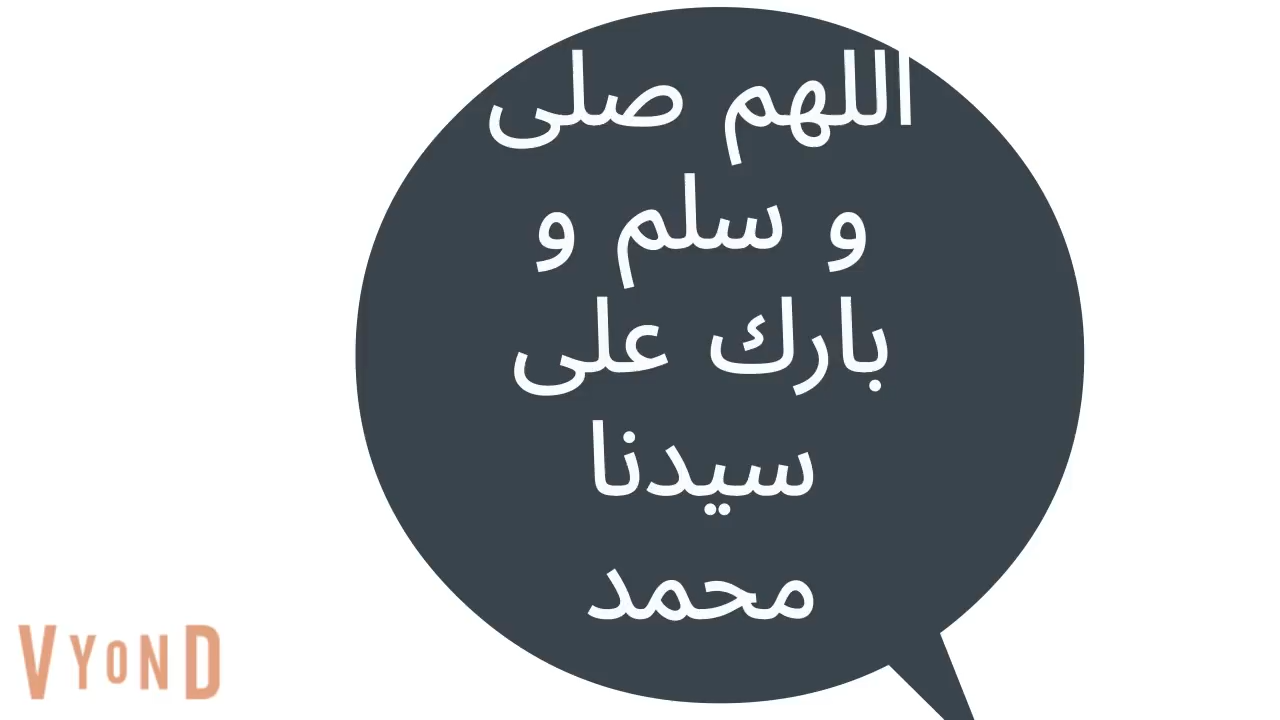 اللهم صلى
و سلم و
بارك على
سيدنا
محمد
VYOND